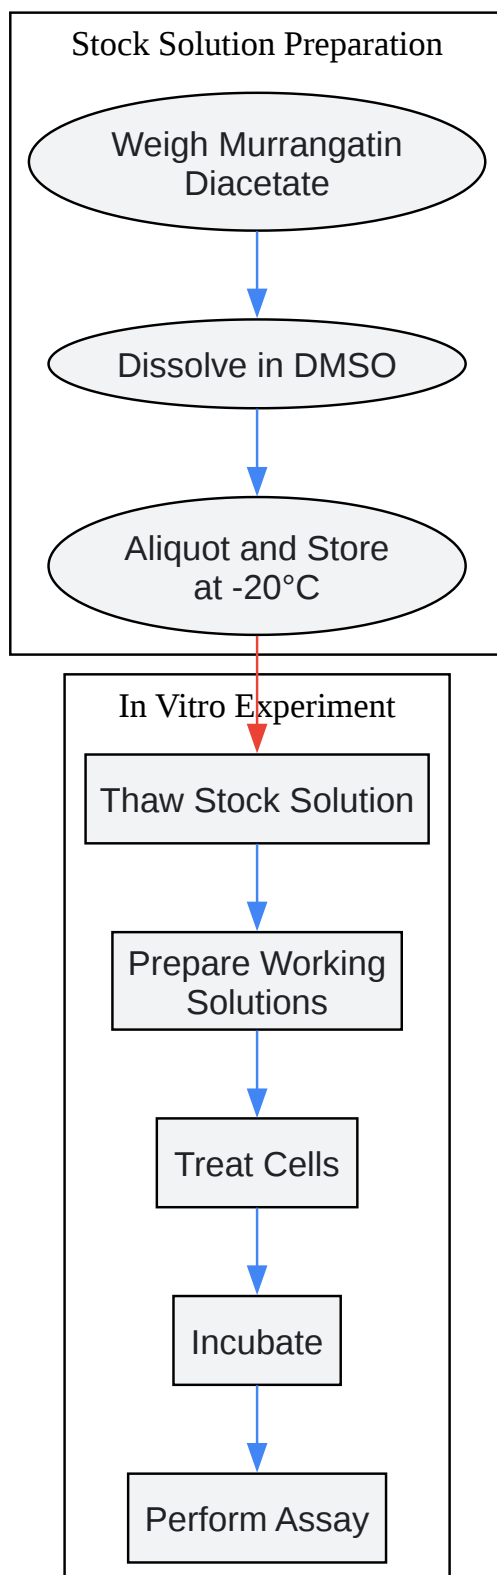 Stock Solution Preparation
Weigh Murrangatin
Diacetate
Dissolve in DMSO
Aliquot and Store
at -20°C
In Vitro Experiment
Thaw Stock Solution
Prepare Working
Solutions
Treat Cells
Incubate
Perform Assay